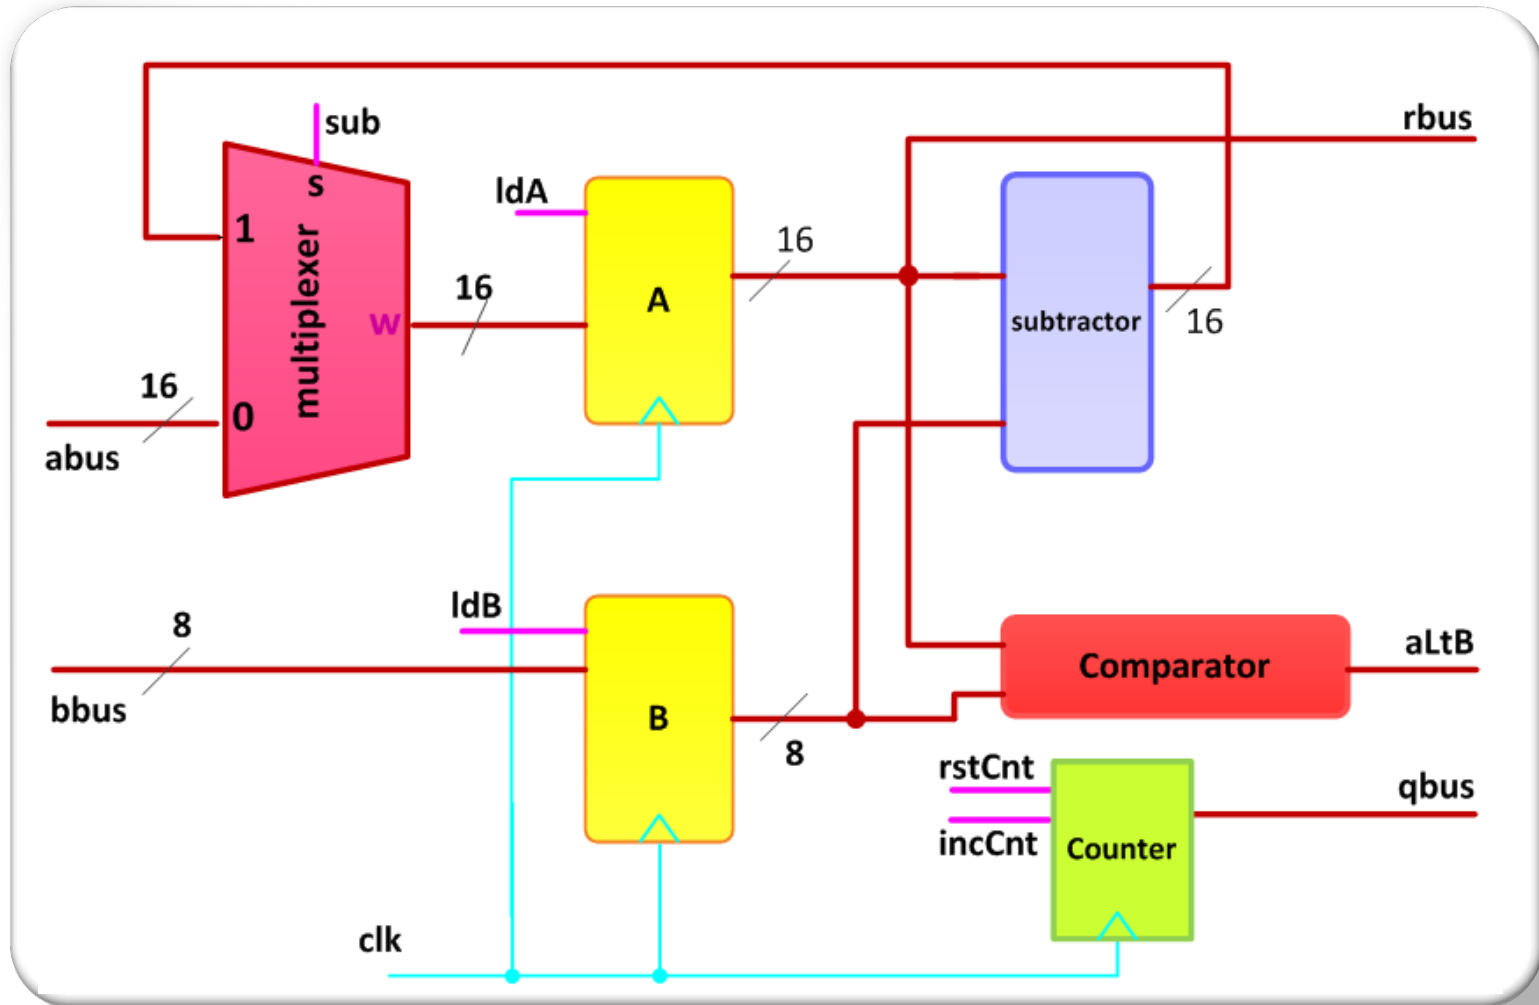 sub
rbus
s
ldA
1
multiplexer
16
16
A
w
subtractor
16
16
0
abus
ldB
8
aLtB
Comparator
bbus
B
8
rstCnt
qbus
incCnt
Counter
clk